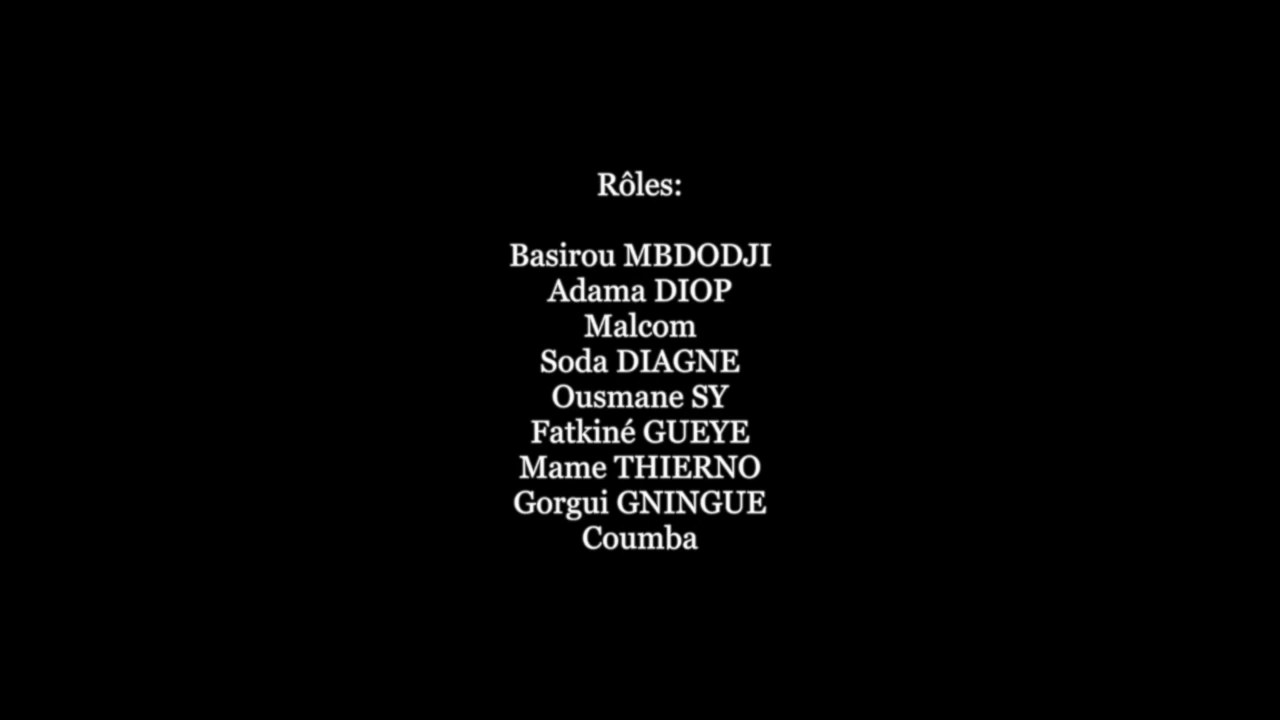 Rôles:
Basirou MBDODJI
Adama DIOP
Malcom
Soda DIAGNE
Ousmane SY
Fatkiné GUEYE
Mame THIERNO
Gorgui GNINGUE
Coumba